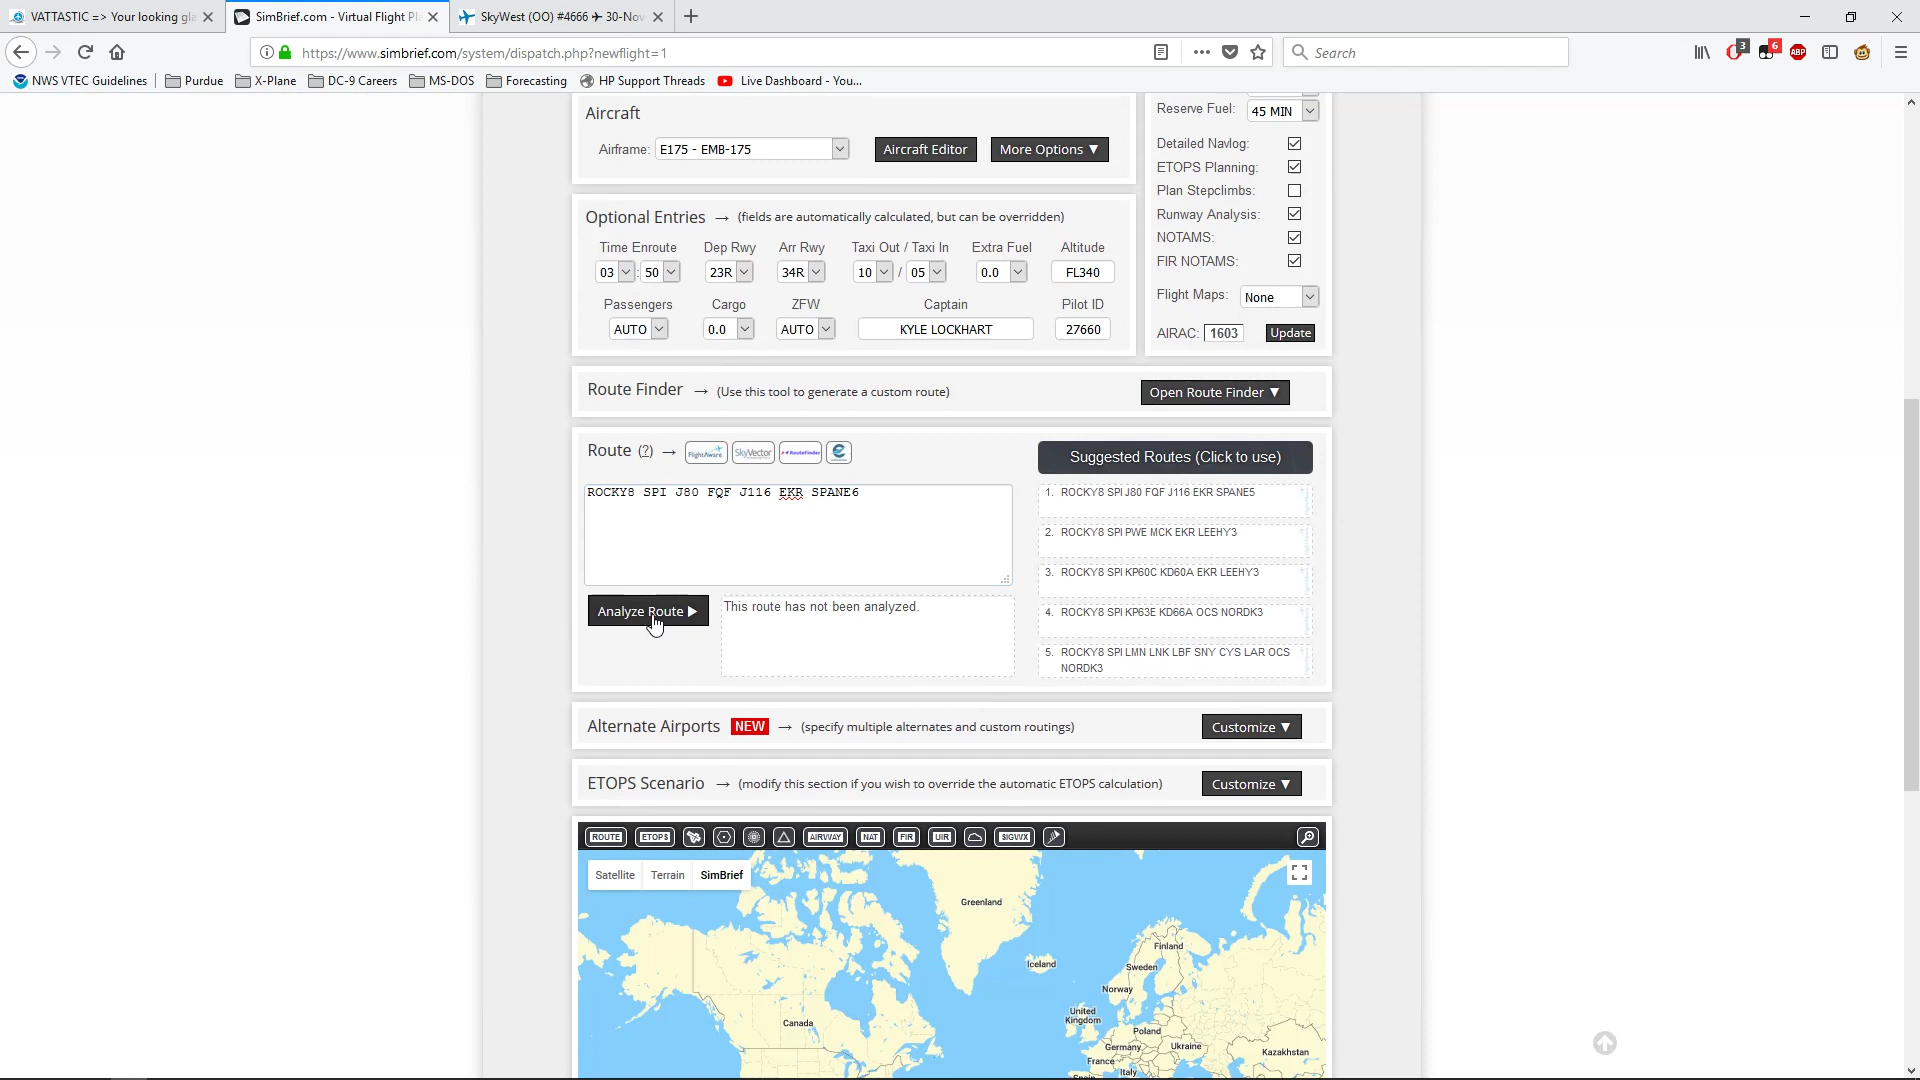 VATTASTIC => Your looking gla
SimBrief.com - Virtual Flight Pla
SkyWest (OO) #4666 ✈ 30-Nov
https://www.simbrief.com/system/dispatch.php?newflight=1
Search
3
6
ABP
NWS VTEC Guidelines
Purdue
X-Plane
DC-9 Careers
MS-DOS
Forecasting
HP Support Threads
Live Dashboard - You...
Aircraft
Airframe: E175 - EMB-175
Aircraft Editor
More Options ▼
Optional Entries → (fields are automatically calculated, but can be overridden)
Time Enroute Dep Rwy Arr Rwy Taxi Out / Taxi In Extra Fuel Altitude
03 : 50 23R 34R 10 / 05 0.0 FL340
Passengers Cargo ZFW Captain Pilot ID
AUTO 0.0 AUTO KYLE LOCKHART 27660
Reserve Fuel: 45 MIN
Detailed Navlog:
ETOPS Planning:
Plan Stepclimbs:
Runway Analysis:
NOTAMS:
FIR NOTAMS:
Flight Maps: None
AIRAC: 1603 Update
Route Finder → (Use this tool to generate a custom route)
Open Route Finder ▼
Route (?) →
FlightAware
SkyVector
RouteFinder
ROCKY8 SPI J80 FQF J116 EKR SPANE6
Analyze Route ▶
This route has not been analyzed.
Suggested Routes (Click to use)
1. ROCKY8 SPI J80 FQF J116 EKR SPANE5
2. ROCKY8 SPI PWE MCK EKR LEEHY3
3. ROCKY8 SPI KP60C KD60A EKR LEEHY3
4. ROCKY8 SPI KP63E KD66A OCS NORDK3
5. ROCKY8 SPI LMN LNK LBF SNY CYS LAR OCS
NORDK3
Alternate Airports NEW → (specify multiple alternates and custom routings)
Customize ▼
ETOPS Scenario → (modify this section if you wish to override the automatic ETOPS calculation)
Customize ▼
ROUTE ETOPS AIRWAY NAT FIR UIR SIGWX
Satellite Terrain SimBrief
Greenland
Iceland
Finland
Sweden
Norway
United
Kingdom
Canada
Poland
Germany
Ukraine
France
Kazakhstan
Italy
Spain